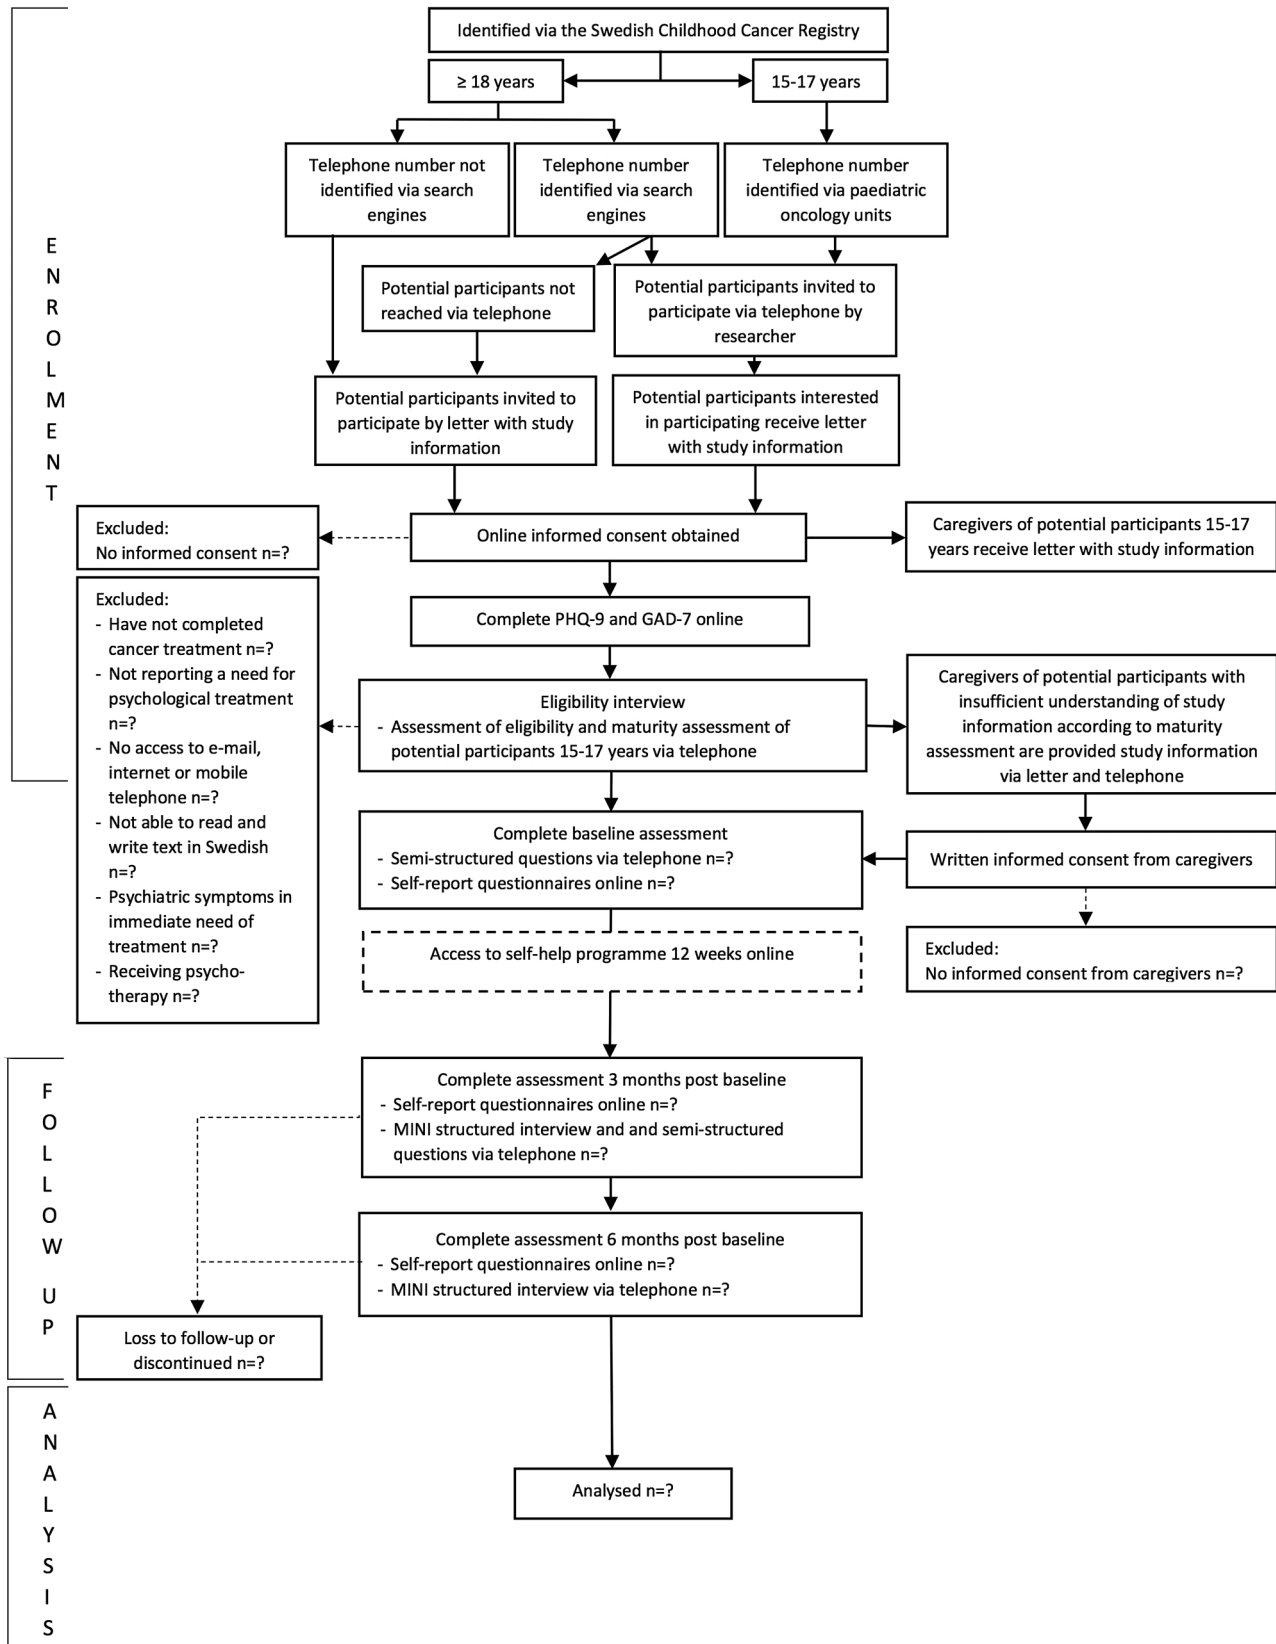 Identified via the Swedish Childhood Cancer Registry
≥ 18 years
15-17 years
Telephone number not
identified via search
engines
Telephone number
identified via search
engines
Telephone number
identified via paediatric
oncology units
ENROLMENT
Potential participants not
reached via telephone
Potential participants invited to
participate via telephone by
researcher
Potential participants invited to
participate by letter with study
information
Potential participants interested
in participating receive letter
with study information
Excluded:
No informed consent n=?
Online informed consent obtained
Caregivers of potential participants 15-17
years receive letter with study information
Complete PHQ-9 and GAD-7 online
Excluded:
- Have not completed
cancer treatment n=?
- Not reporting a need for
psychological treatment
n=?
- No access to e-mail,
internet or mobile
telephone n=?
- Not able to read and
write text in Swedish
n=?
- Psychiatric symptoms in
immediate need of
treatment n=?
- Receiving psycho-
therapy n=?
Eligibility interview
- Assessment of eligibility and maturity assessment of
potential participants 15-17 years via telephone
Caregivers of potential participants with
insufficient understanding of study
information according to maturity
assessment are provided study information
via letter and telephone
Complete baseline assessment
- Semi-structured questions via telephone n=?
- Self-report questionnaires online n=?
Written informed consent from caregivers
Excluded:
No informed consent from caregivers n=?
Access to self-help programme 12 weeks online
FOLLOW UP
Complete assessment 3 months post baseline
- Self-report questionnaires online n=?
- MINI structured interview and and semi-structured
questions via telephone n=?
Complete assessment 6 months post baseline
- Self-report questionnaires online n=?
- MINI structured interview via telephone n=?
Loss to follow-up or
discontinued n=?
ANALYSIS
Analysed n=?